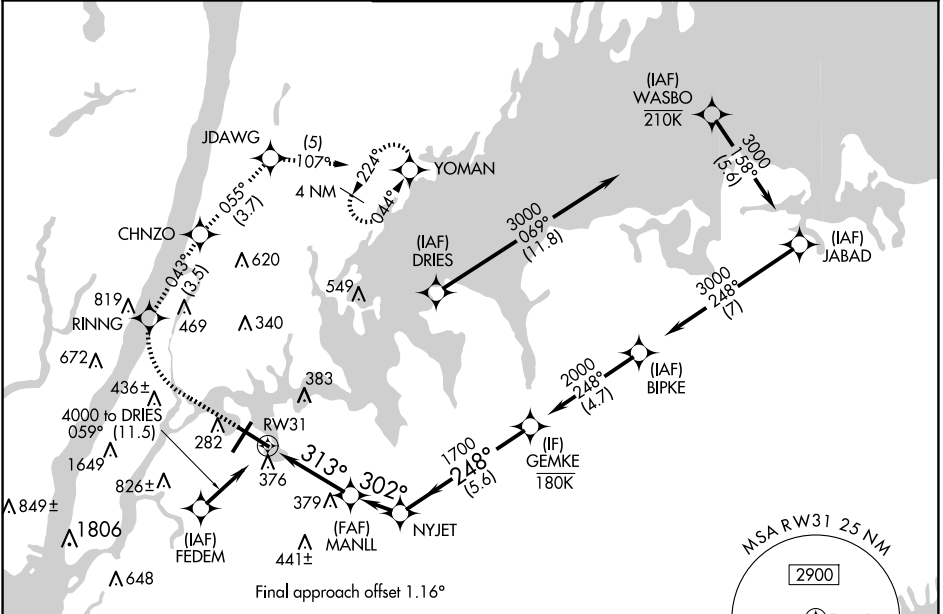 (IAF)
WASBO
210K
3000
158°
(5.6)
JDAWG
(5)
107°
224°
044°
4 NM
YOMAN
055°
(3.7)
CHNZO
043°
(3.5)
620
(IAF)
DRIES
3000
069°
(11.8)
(IAF)
JABAD
3000
248°
(7)
549
819
RINNG
469
340
672
(IAF)
BIPKE
2000
248°
(4.7)
383
436±
4000 to DRIES
059° (11.5)
282
RW31
376
1649
826±
849±
1806
648
(IF)
GEMKE
180K
1700
248°
(5.6)
313°
302°
379
(FAF)
MANLL
NYJET
441±
(IAF)
FEDEM
Final approach offset 1.16°
MSA RW31 25 NM
2900